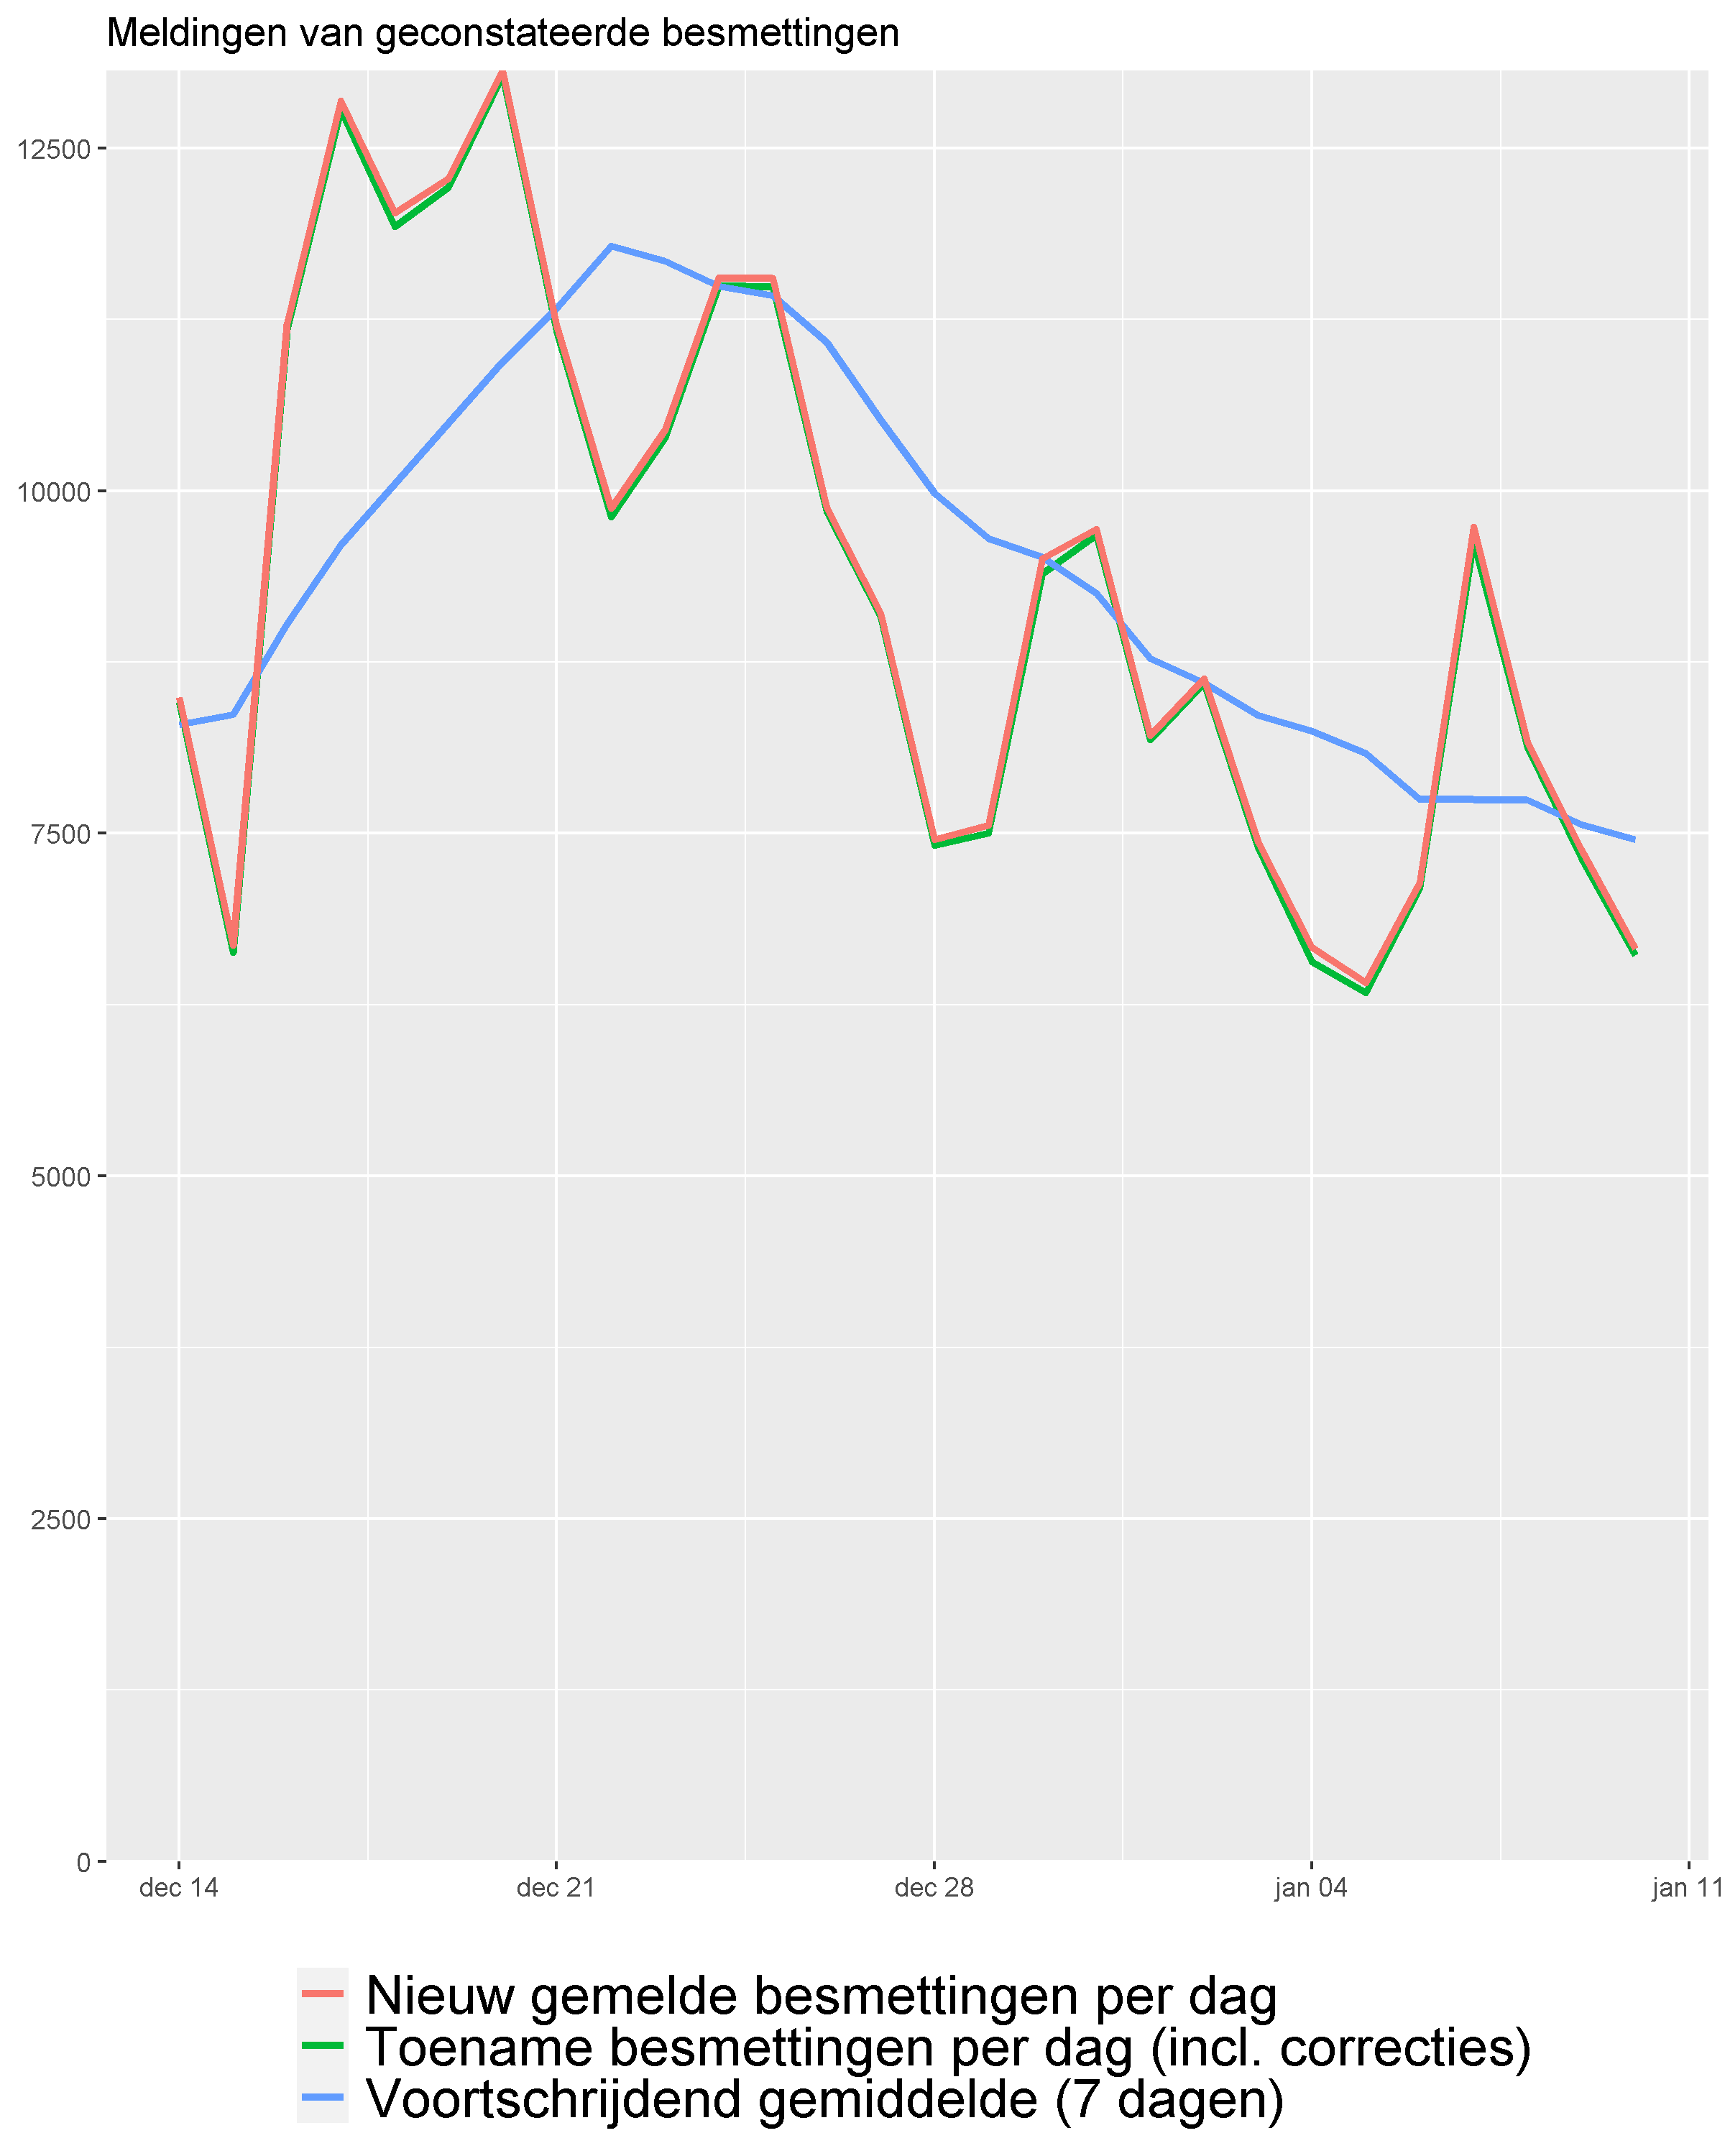 Meldingen van geconstateerde besmettingen
12500
10000
7500
5000
2500
0
dec 14 dec 21 dec 28 jan 04 jan 11
Nieuw gemelde besmettingen per dag
Toename besmettingen per dag (incl. correcties)
Voortschrijdend gemiddelde (7 dagen)